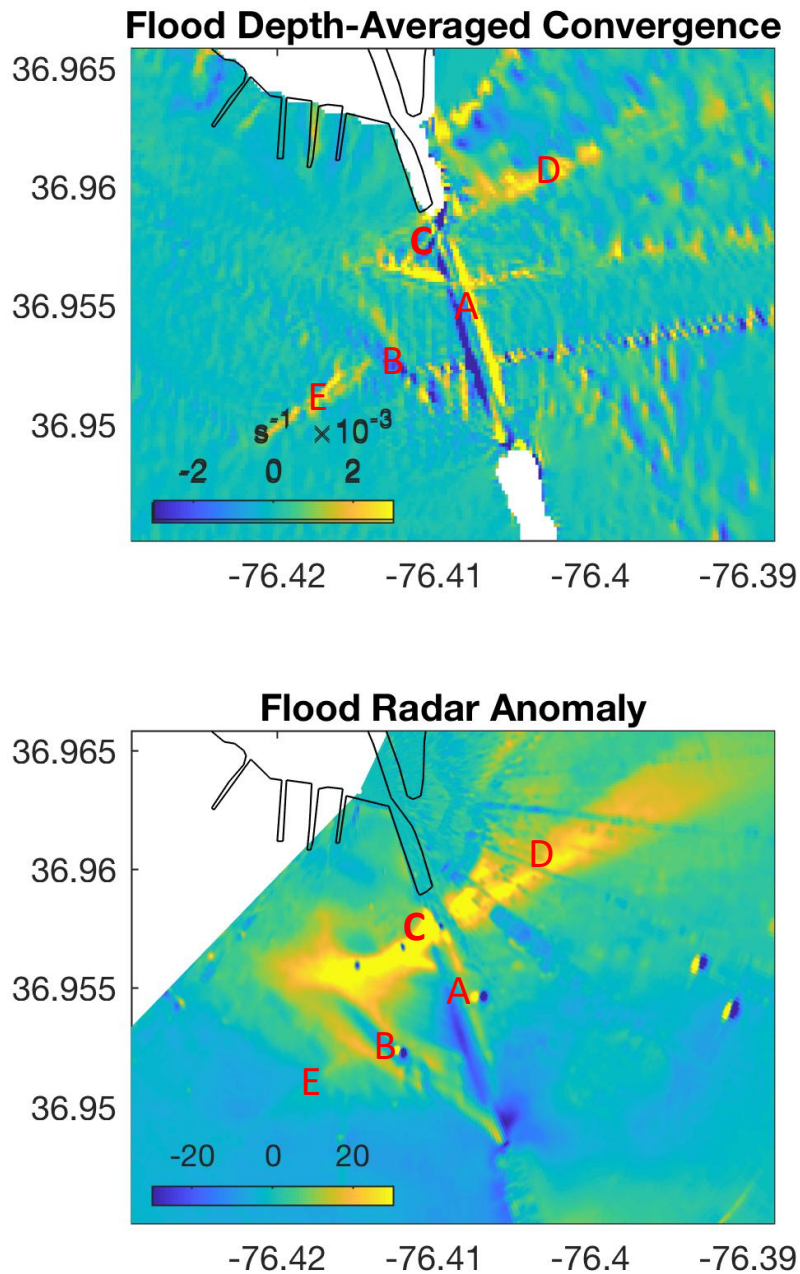 Flood Depth-Averaged Convergence
36.965
36.96
36.955
36.95
D
C
A
B
E
s⁻¹ ×10⁻³
-2 0 2
-76.42 -76.41 -76.4 -76.39
Flood Radar Anomaly
36.965
36.96
36.955
36.95
D
C
A
B
E
-20 0 20
-76.42 -76.41 -76.4 -76.39